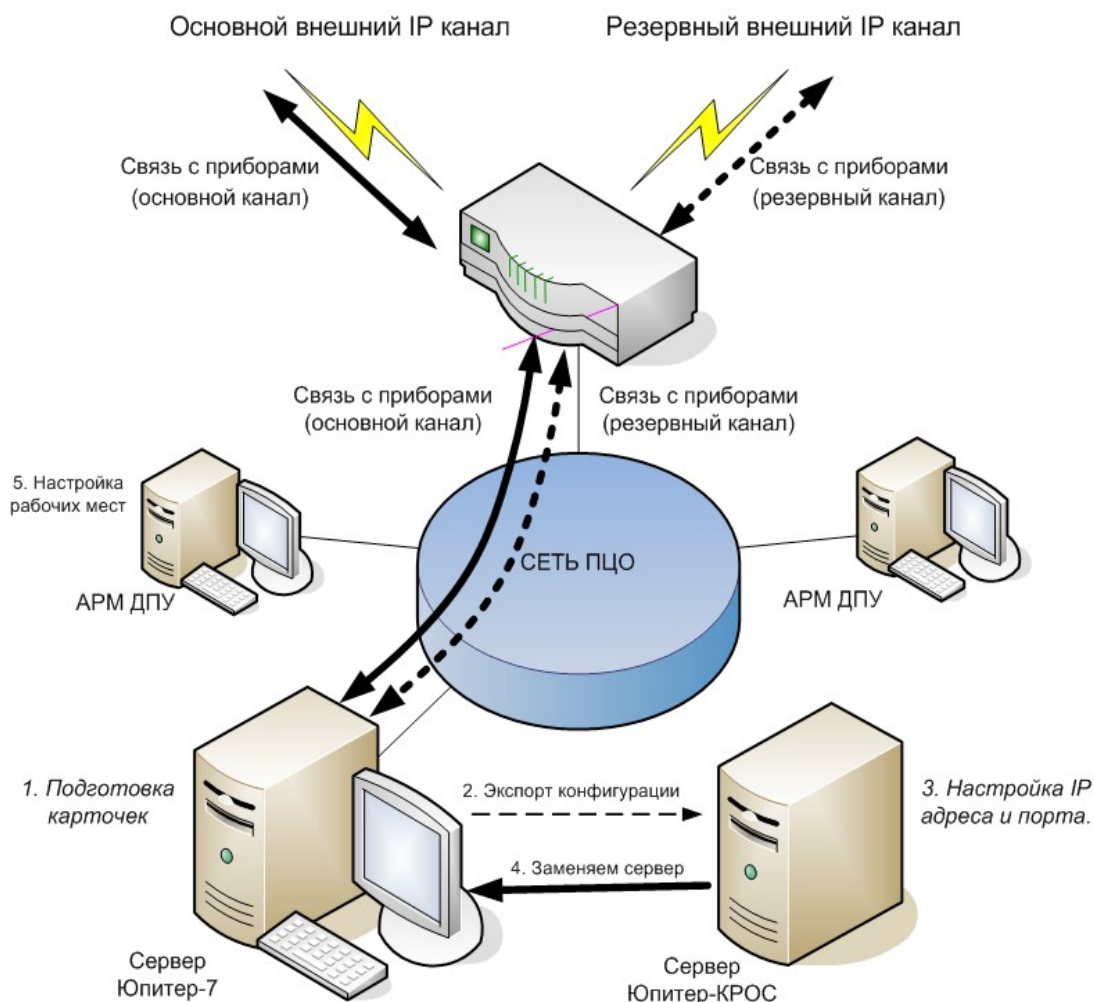 Основной внешний IP канал
Резервный внешний IP канал
Связь с приборами
(основной канал)
Связь с приборами
(резервный канал)
Связь с приборами
(основной канал)
Связь с приборами
(резервный канал)
5. Настройка
рабочих мест
АРМ ДПУ
СЕТЬ ПЦО
АРМ ДПУ
1. Подготовка
карточек
2. Экспорт конфигурации
3. Настройка IP
адреса и порта.
4. Заменяем сервер
Сервер
Юпитер-7
Сервер
Юпитер-КРОС